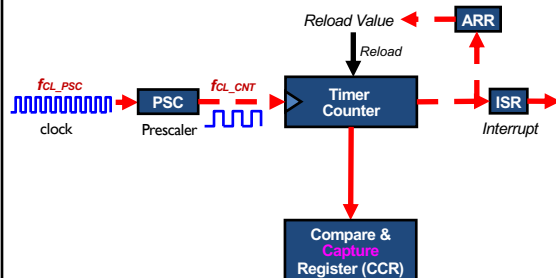 Reload Value
ARR
Reload
fCL_PSC
fCL_CNT
PSC
Timer
Counter
ISR
clock
Prescaler
Interrupt
Compare &
Capture
Register (CCR)